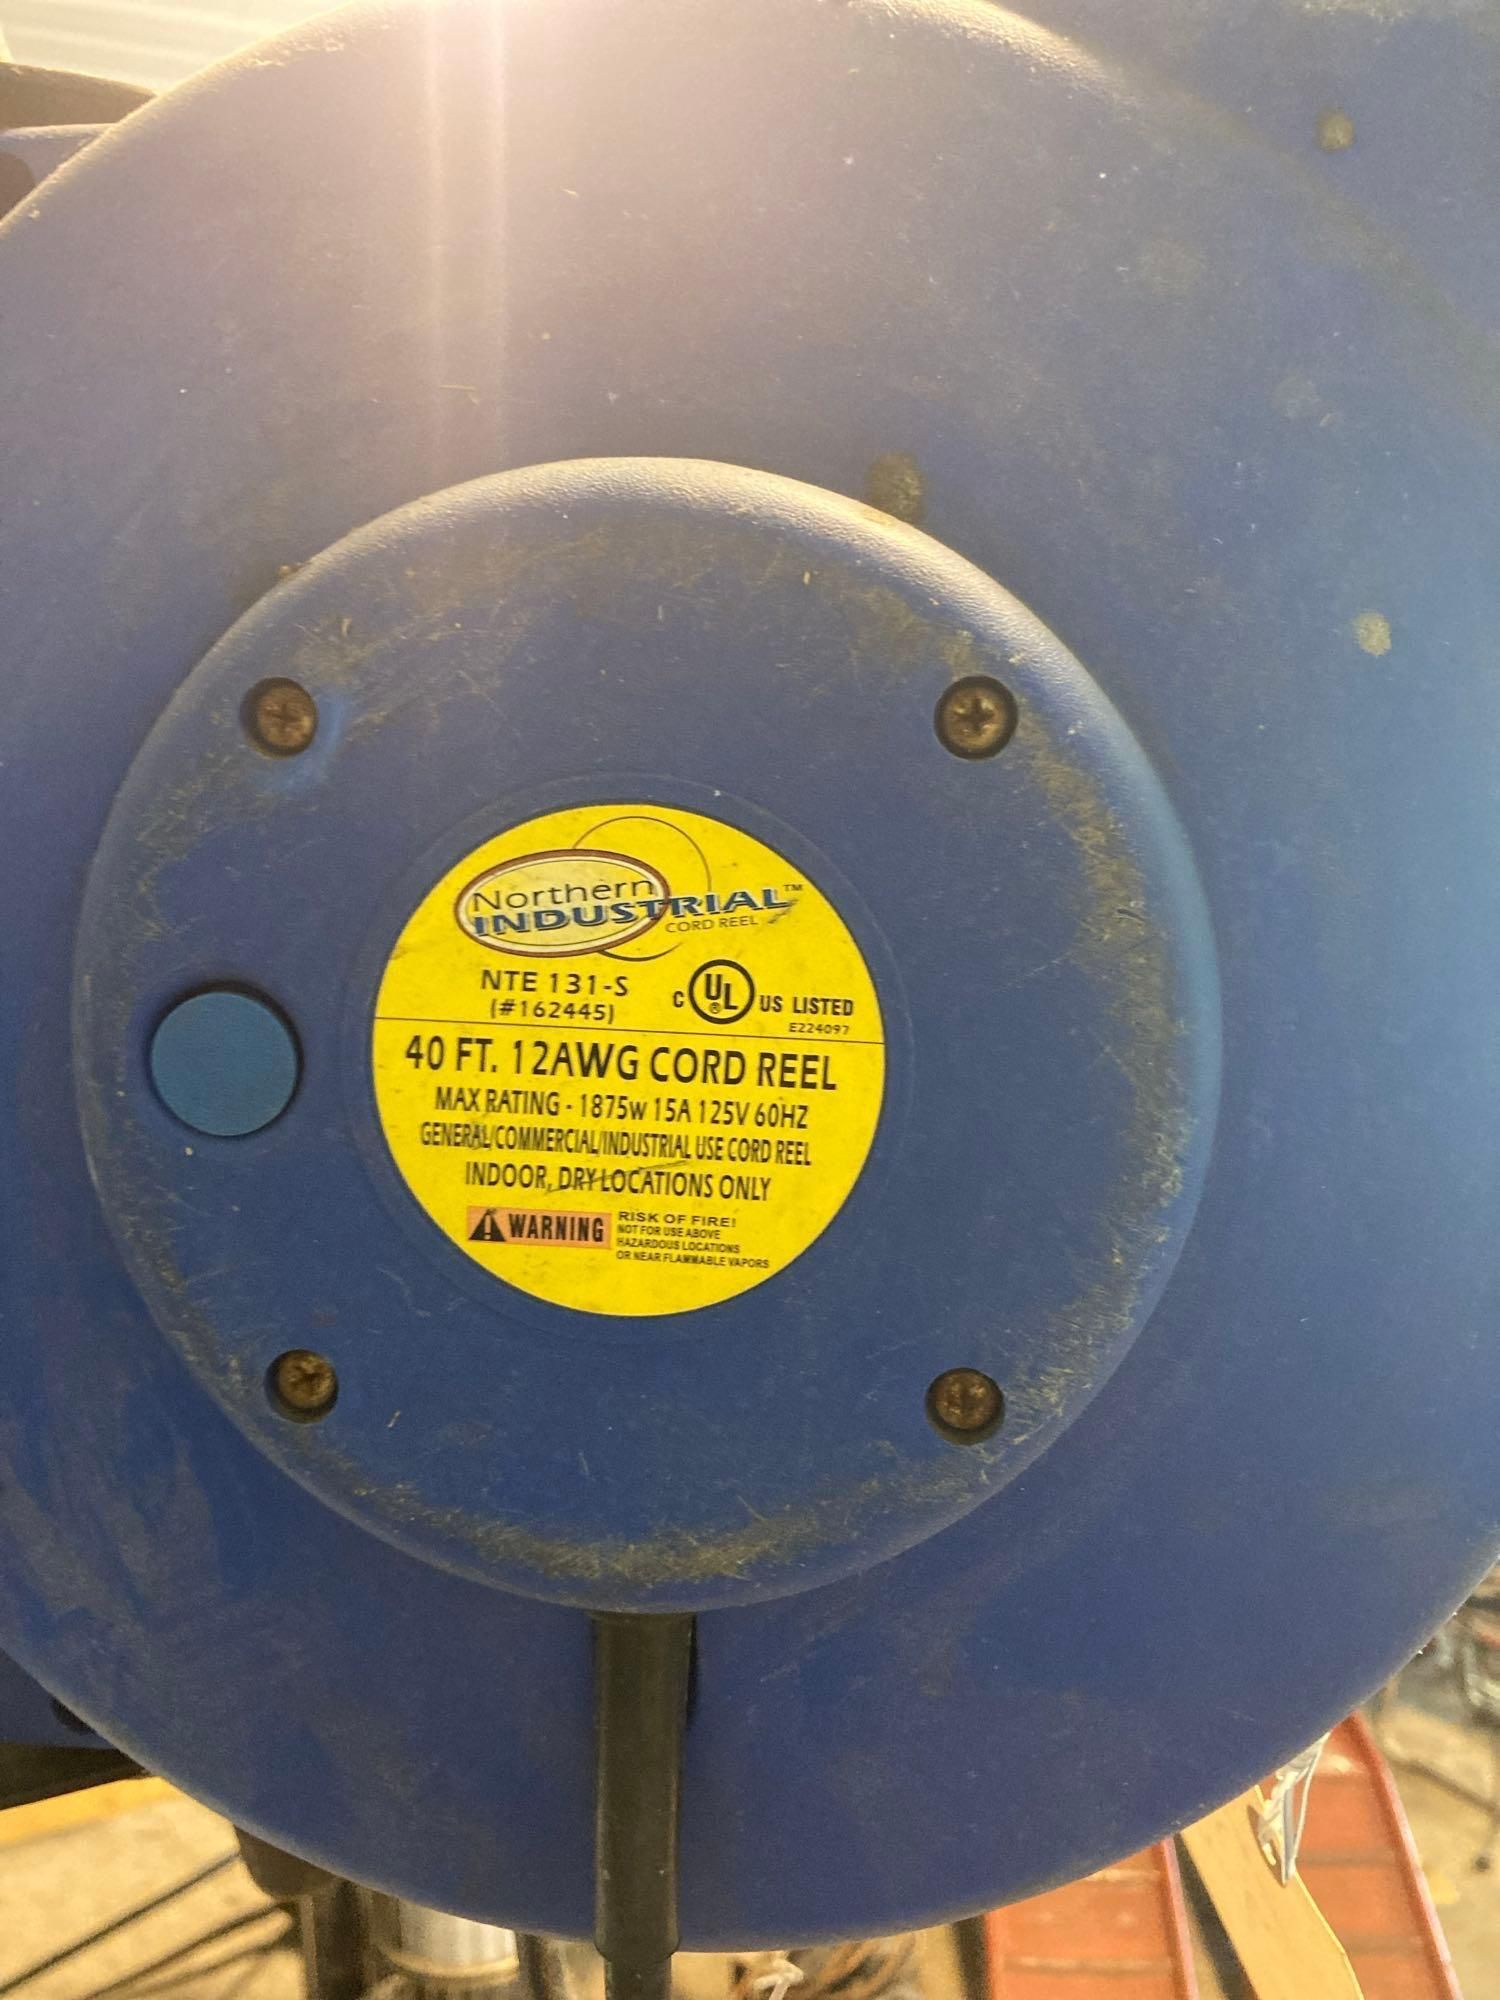 Northern
INDUSTRIAL™
CORD REEL
NTE 131-S
(#162445)
C UL® US LISTED
E224097
40 FT. 12AWG CORD REEL
MAX RATING - 1875w 15A 125V 60HZ
GENERAL/COMMERCIAL/INDUSTRIAL USE CORD REEL
INDOOR, DRY LOCATIONS ONLY
WARNING
RISK OF FIRE!
NOT FOR USE ABOVE
HAZARDOUS LOCATIONS
OR NEAR FLAMMABLE VAPORS